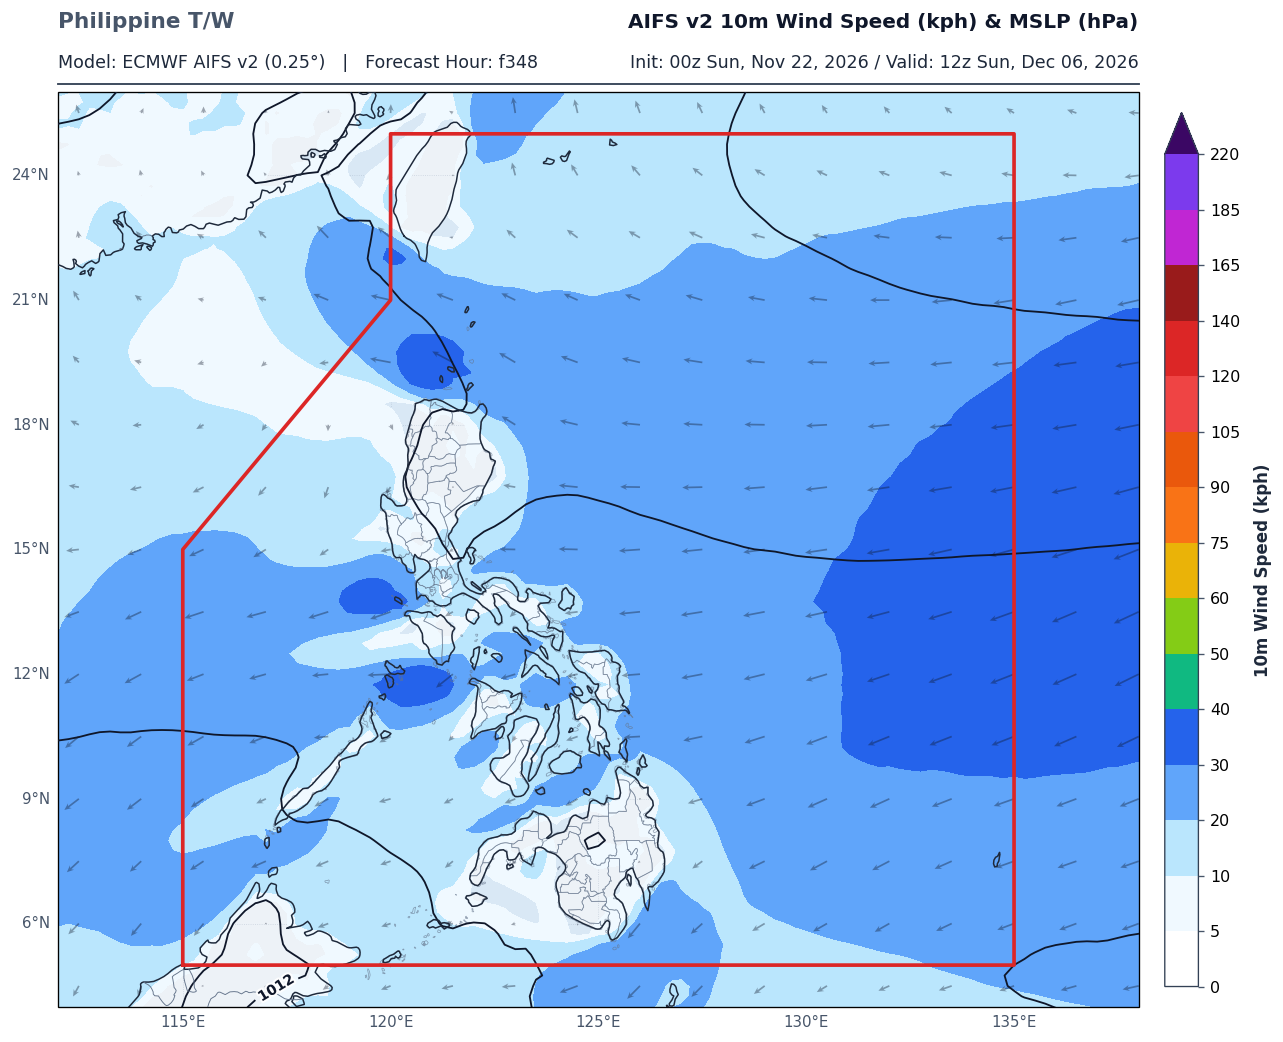 Philippine T/W
AIFS v2 10m Wind Speed (kph) & MSLP (hPa)
Model: ECMWF AIFS v2 (0.25°) | Forecast Hour: f348
Init: 00z Sun, Nov 22, 2026 / Valid: 12z Sun, Dec 06, 2026
24°N
21°N
18°N
15°N
12°N
9°N
6°N
1012
115°E
120°E
125°E
130°E
135°E
220
185
165
140
120
105
90
75
60
50
40
30
20
10
5
0
10m Wind Speed (kph)